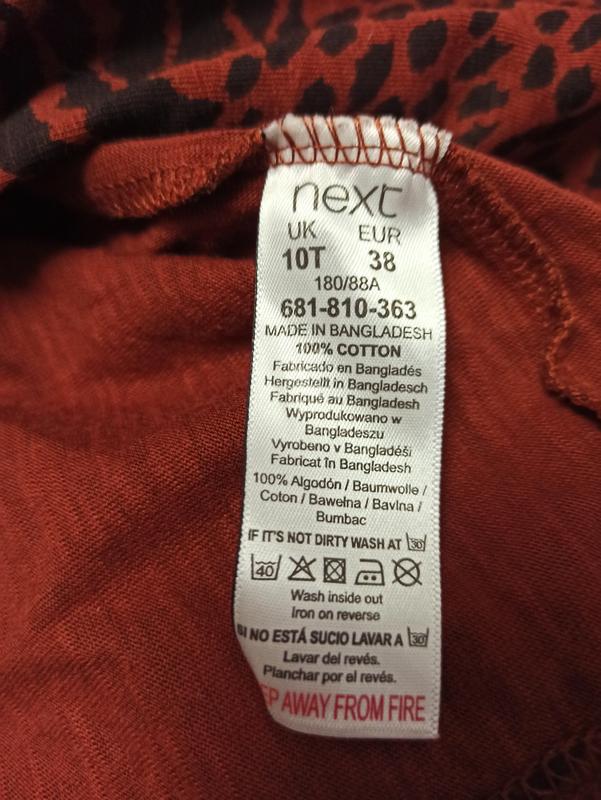 next
UK EUR
10T 38
180/88A
681-810-363
MADE IN BANGLADESH
100% COTTON
Fabricado en Bangladés
Hergestellt in Bangladesch
Fabriqué au Bangladesh
Wyprodukowano w
Bangladeszu
Vyrobeno v Bangladéši
Fabricat în Bangladesh
100% Algodón / Baumwolle /
Coton / Bawełna / Bavlna /
Bumbac
IF IT'S NOT DIRTY WASH AT 30
40
Wash inside out
Iron on reverse
SI NO ESTÁ SUCIO LAVAR A 30
Lavar del revés.
Planchar por el revés.
EP AWAY FROM FIRE